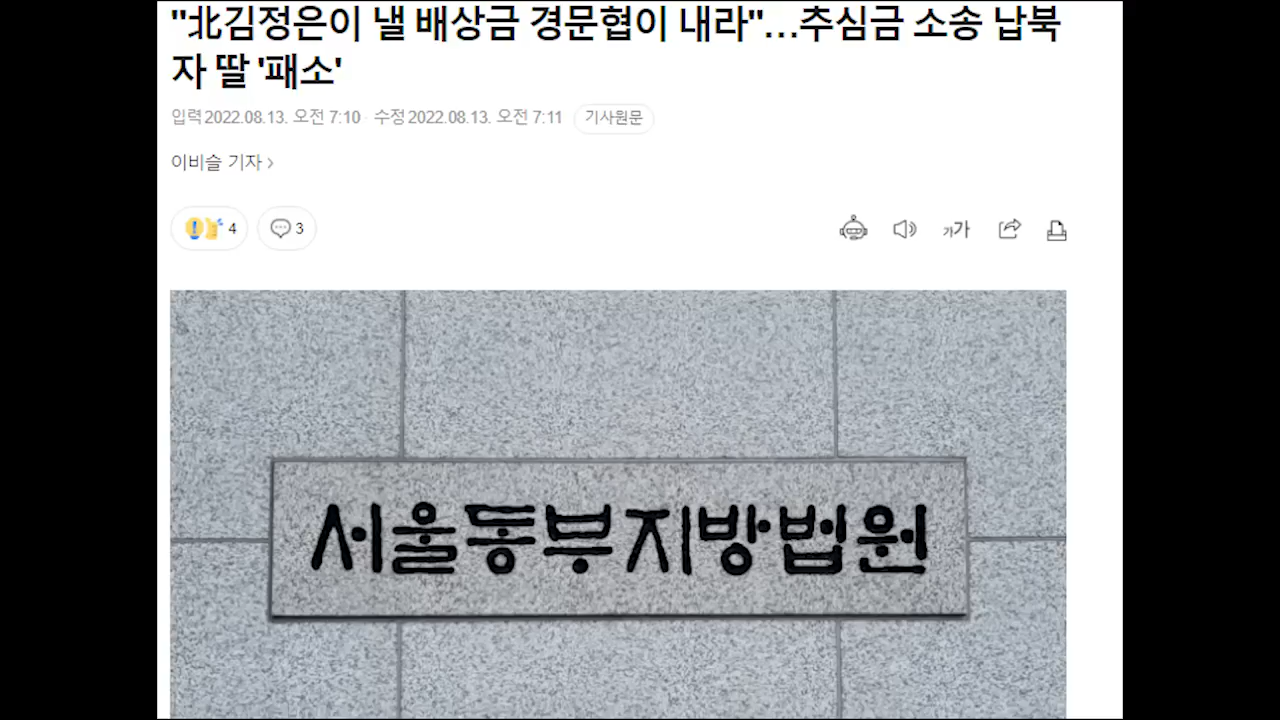 "北김정은이 낼 배상금 경문협이 내라"…추심금 소송 납북
자 딸 '패소'
입력 2022.08.13. 오전 7:10 · 수정 2022.08.13. 오전 7:11 기사원문
이비슬 기자 >
4 3 가가
서울동부지방법원